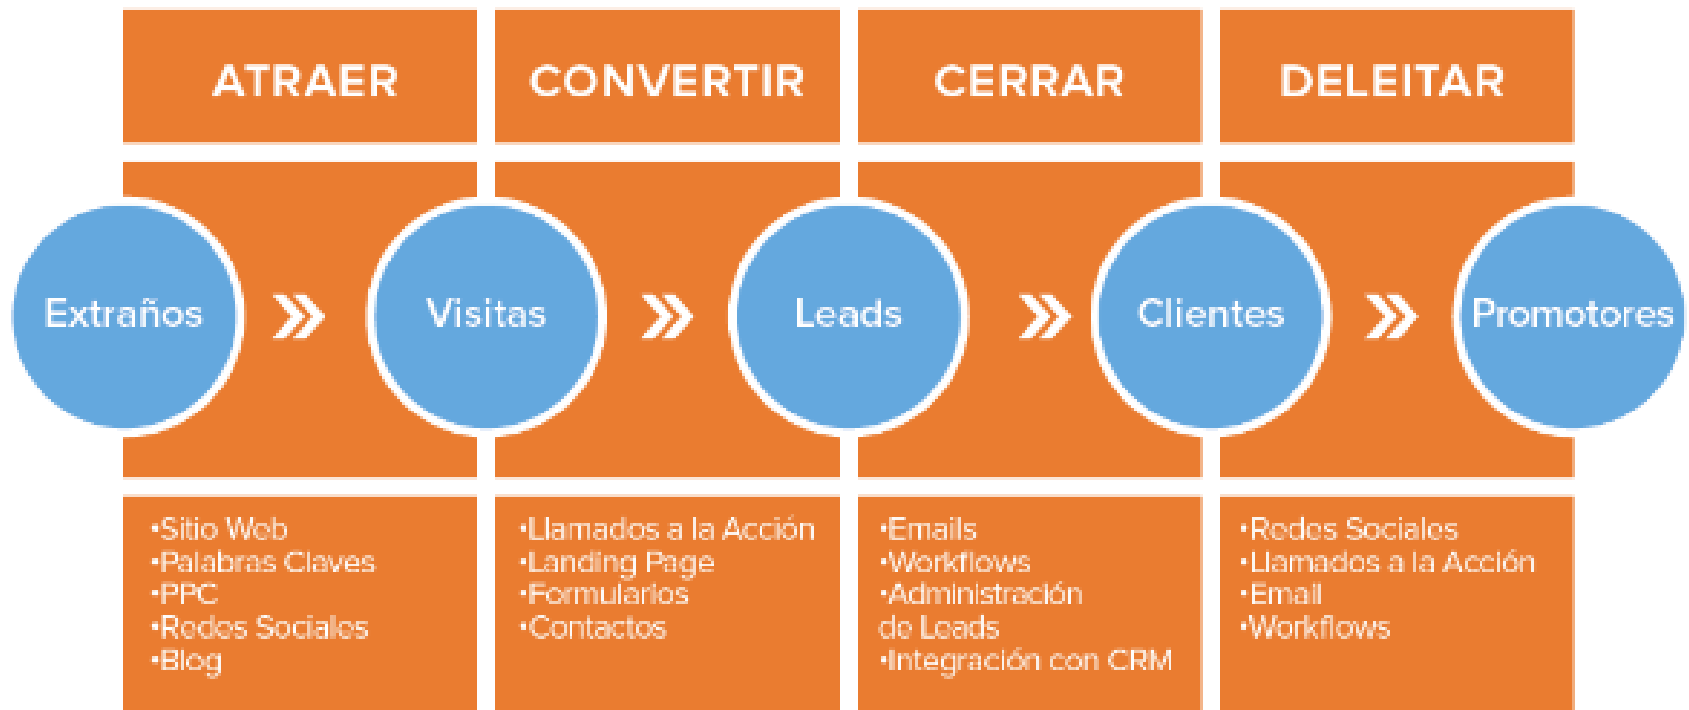 ATRAER
CONVERTIR
CERRAR
DELEITAR
Extraños
Visitas
Leads
Clientes
Promotores
•Sitio Web
•Palabras Claves
•PPC
•Redes Sociales
•Blog
•Llamados a la Acción
•Landing Page
•Formularios
•Contactos
•Emails
•Workflows
•Administración
de Leads
•Integración con CRM
•Redes Sociales
•Llamados a la Acción
•Email
•Workflows